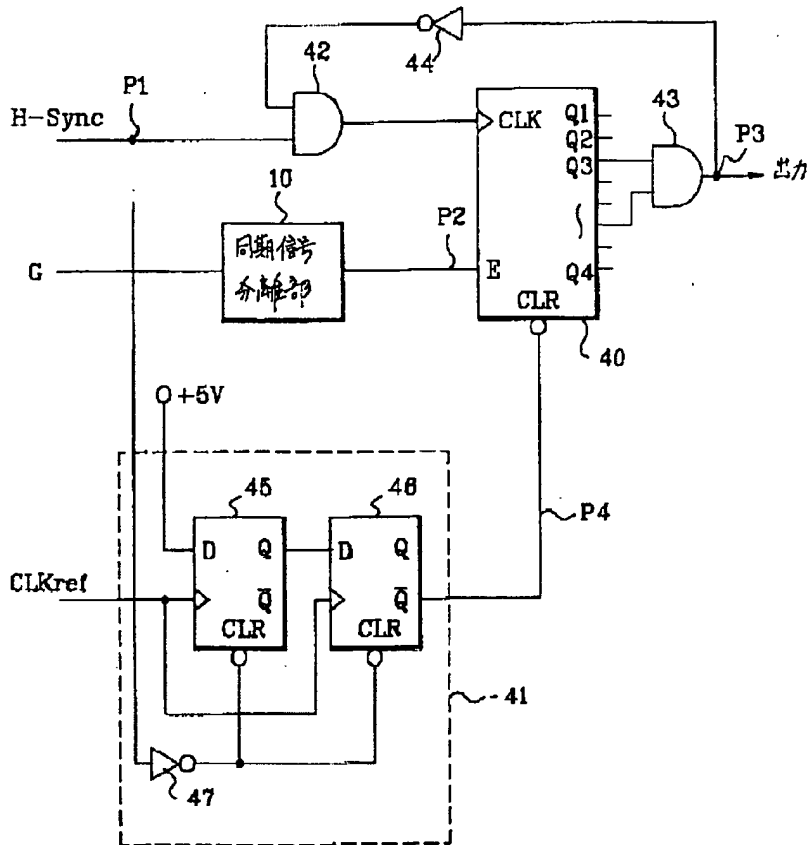 42
44
P1
H-Sync
CLK
Q1
Q2
Q3
Q4
43
P3
出力
10
同期信号
分離部
G
P2
E
CLR
40
+5V
45
46
D
Q
Q̅
CLR
D
Q
Q̅
CLR
P4
CLKref
41
47